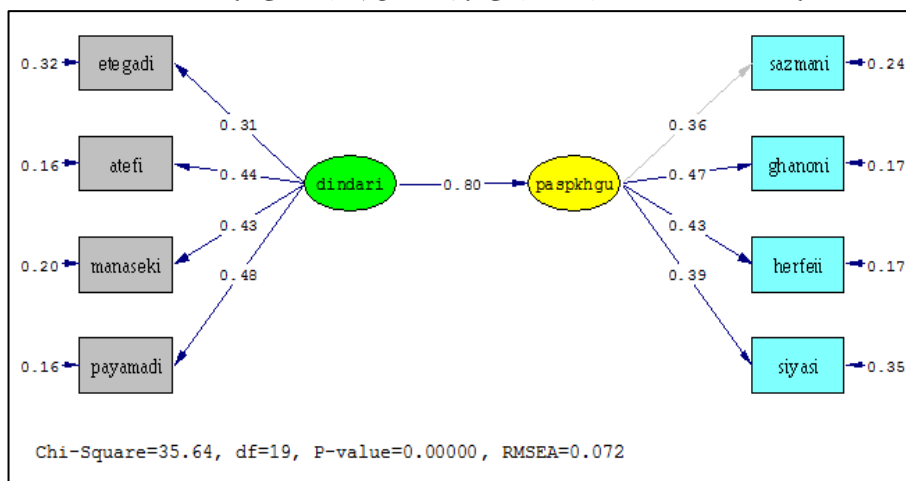 0.32 etegadi
0.16 atefi
0.20 manaseki
0.16 payamadi
0.31
0.44
0.43
0.48
dindari
0.80
paspkhgu
0.36
0.47
0.43
0.39
sazmani 0.24
ghanoni 0.17
herfeii 0.17
siyasi 0.35
Chi-Square=35.64, df=19, P-value=0.00000, RMSEA=0.072